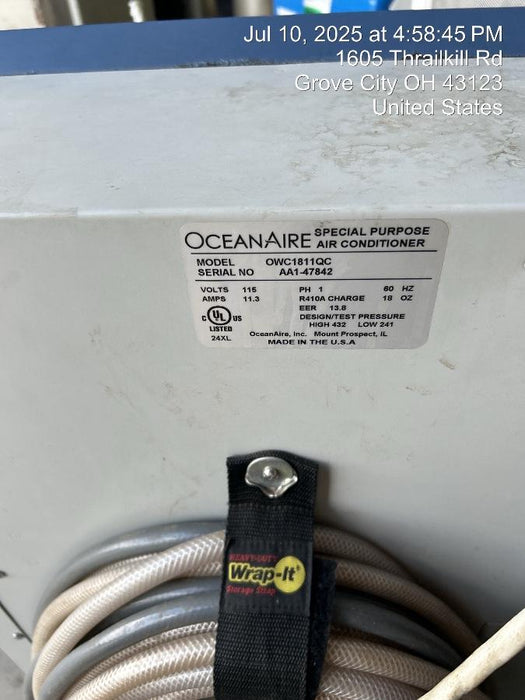 Jul 10, 2025 at 4:58:45 PM
1605 Thrailkill Rd
Grove City OH 43123
United States
OCEANAIRE SPECIAL PURPOSE AIR CONDITIONER
MODEL OWC1811QC
SERIAL NO AA1-47842
VOLTS 115 PH 1 60 HZ
AMPS 11.3 R410A CHARGE 18 OZ
EER 13.8
C UL US DESIGN/TEST PRESSURE
LISTED HIGH 432 LOW 241
24XL
OceanAire, Inc. Mount Prospect, IL
MADE IN THE U.S.A
HEAVY-DUTY
Wrap-It®
Storage Strap